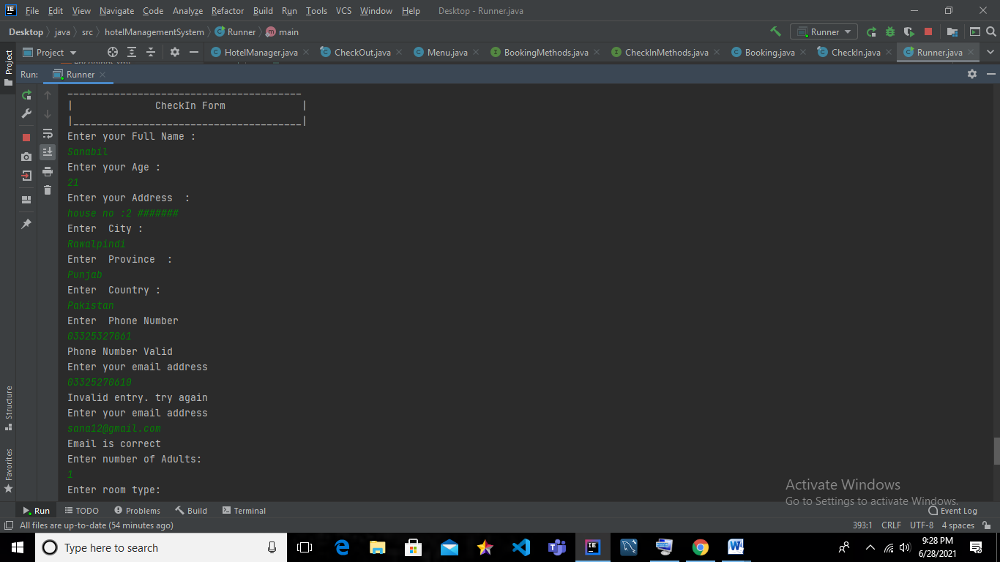 File Edit View Navigate Code Analyze Refactor Build Run Tools VCS Window Help Desktop - Runner.java
Desktop java src hotelManagementSystem Runner main
Runner
Project
HotelManager.java CheckOut.java Menu.java BookingMethods.java CheckInMethods.java Booking.java CheckIn.java Runner.java
Project
Run: Runner
________________________________________
| CheckIn Form |
|_______________________________________|
Enter your Full Name :
Sanabil
Enter your Age :
21
Enter your Address  :
house no :2 #######
Enter  City :
Rawalpindi
Enter  Province  :
Punjab
Enter  Country :
Pakistan
Enter  Phone Number
03325327061
Phone Number Valid
Enter your email address
03325270610
Invalid entry. try again
Enter your email address
sana12@gmail.com
Email is correct
Enter number of Adults:
1
Enter room type:
Structure
Favorites
Activate Windows
Go to Settings to activate Windows.
Run TODO Problems Build Terminal Event Log
All files are up-to-date (54 minutes ago) 393:1 CRLF UTF-8 4 spaces
Type here to search
9:28 PM
6/28/2021